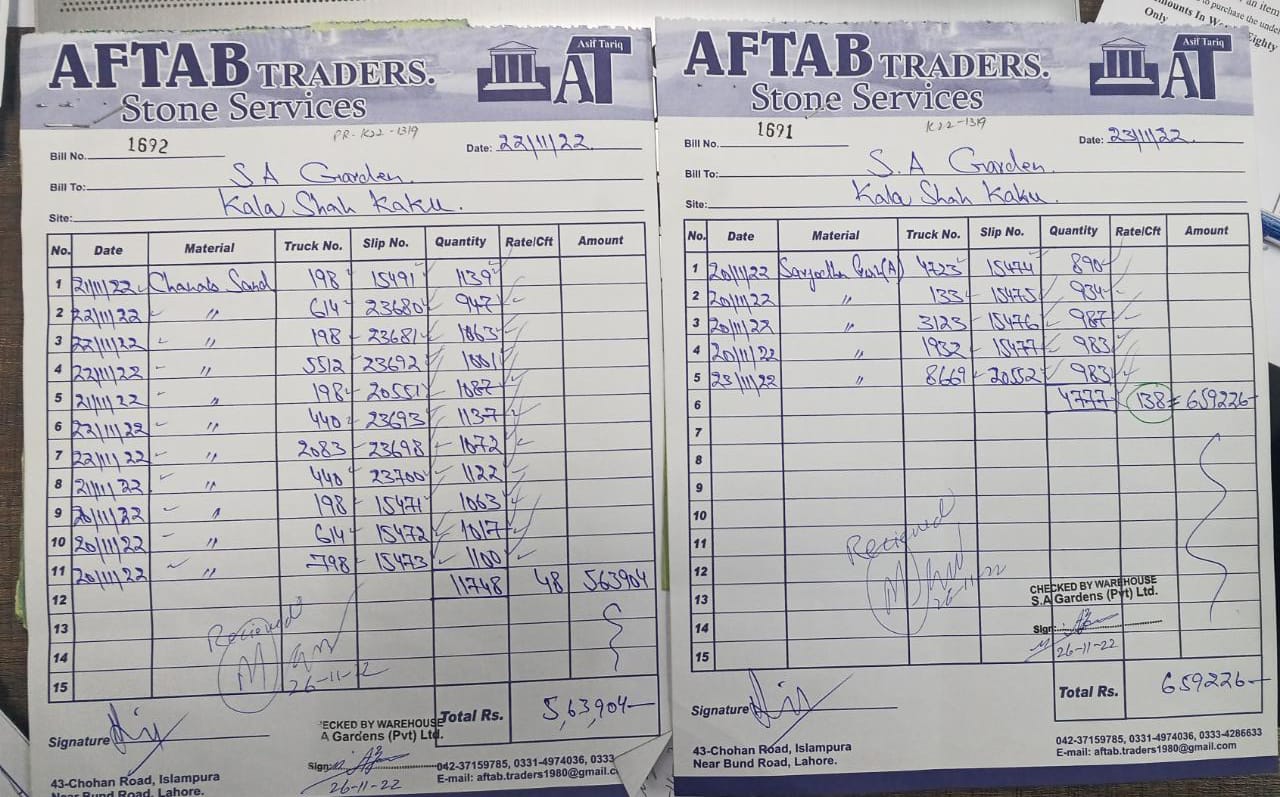 an item
to purchase the unde
mounts In Wo
Only
Eighty
AFTAB TRADERS.
Stone Services
Asif Tariq
AT
PR-K22-1319
Bill No. 1692
Date: 22/11/22
Bill To: S A Garden
Site: Kala Shah Kaku.
No. Date Material Truck No. Slip No. Quantity Rate/Cft Amount
1 21/11/22 Chanab Sand 198 15491 1139
2 22/11/22 〃 614 23680 947
3 22/11/22 〃 198 23681 1063
4 22/11/22 〃 5512 23692 1001
5 21/11/22 〃 198 20551 1087
6 22/11/22 〃 440 23693 1137
7 22/11/22 〃 2083 23698 1072
8 21/11/22 〃 440 23700 1122
9 20/11/22 〃 198 15471 1063
10 20/11/22 〃 614 15472 1017
11 20/11/22 〃 798 15473 1100
12 11748 48 563904
13
14
15
Recieved
26-11-22
Total Rs. 5,63,904
Signature
ECKED BY WAREHOUSE
A Gardens (Pvt) Ltd.
Sign:
26-11-22
43-Chohan Road, Islampura
Near Bund Road, Lahore.
042-37159785, 0331-4974036, 0333
E-mail: aftab.traders1980@gmail.c
AFTAB TRADERS.
Stone Services
Asif Tariq
AT
K22-1319
Bill No. 1691
Date: 23/11/22
Bill To: S.A Garden
Site: Kala Shah Kaku.
No. Date Material Truck No. Slip No. Quantity Rate/Cft Amount
1 20/11/22 (A) 4723 15474 890
2 20/11/22 〃 133 15475 934
3 20/11/22 〃 3123 15476 987
4 20/11/22 〃 1932 15477 983
5 23/11/22 〃 8669 20552 983
6 4777 138 = 659226
7
8
9
10
11
12
13
14
15
Recieved
26-11-22
CHECKED BY WAREHOUSE
S.A Gardens (Pvt) Ltd.
Sign:
26-11-22
Total Rs. 659226
Signature
43-Chohan Road, Islampura
Near Bund Road, Lahore.
042-37159785, 0331-4974036, 0333-4286633
E-mail: aftab.traders1980@gmail.com